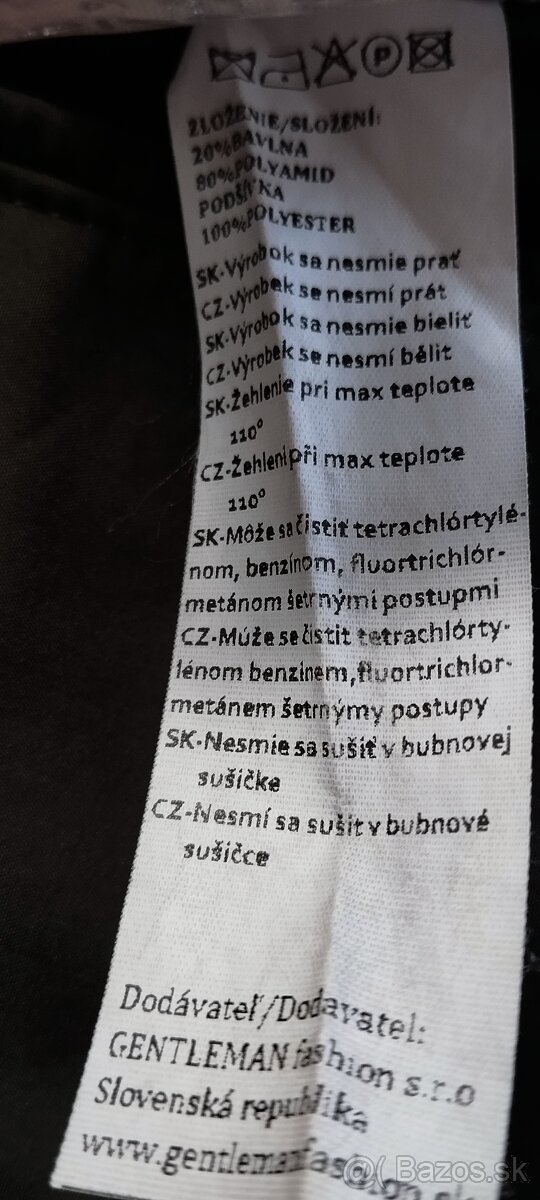 P
ZLOŽENIE/SLOŽENÍ:
20%BAVLNA
80%POLYAMID
PODŠÍVKA
100%POLYESTER
SK-Výrobok sa nesmie prať
CZ-Výrobek se nesmí prát
SK-Výrobok sa nesmie bieliť
CZ-Výrobek se nesmí bělit
SK-Žehlenie pri max teplote
110°
CZ-Žehlení při max teplote
110°
SK-Môže sa čistiť tetrachlórtylé-
nom, benzínom, fluortrichlór-
metánom šetrnými postupmi
CZ-Múže se čistit tetrachlórty-
lénom benzínem,fluortrichlor-
metánem šetrnýmy postupy
SK-Nesmie sa sušiť v bubnovej
sušičke
CZ-Nesmí sa sušit v bubnové
sušičce
Dodávateľ/Dodavatel:
GENTLEMAN fashion s.r.o
Slovenská republika
www.gentlemanfas
@( Bazos.sk